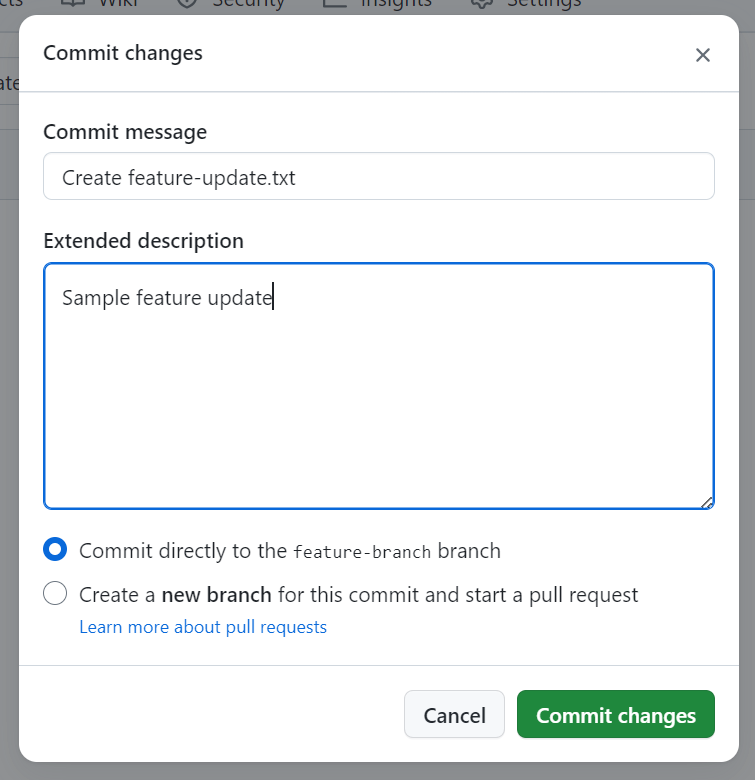 Wiki
Security
Insights
Settings
Commit changes
Commit message
Create feature-update.txt
Extended description
Sample feature update
Commit directly to the feature-branch branch
Create a new branch for this commit and start a pull request
Learn more about pull requests
Cancel
Commit changes